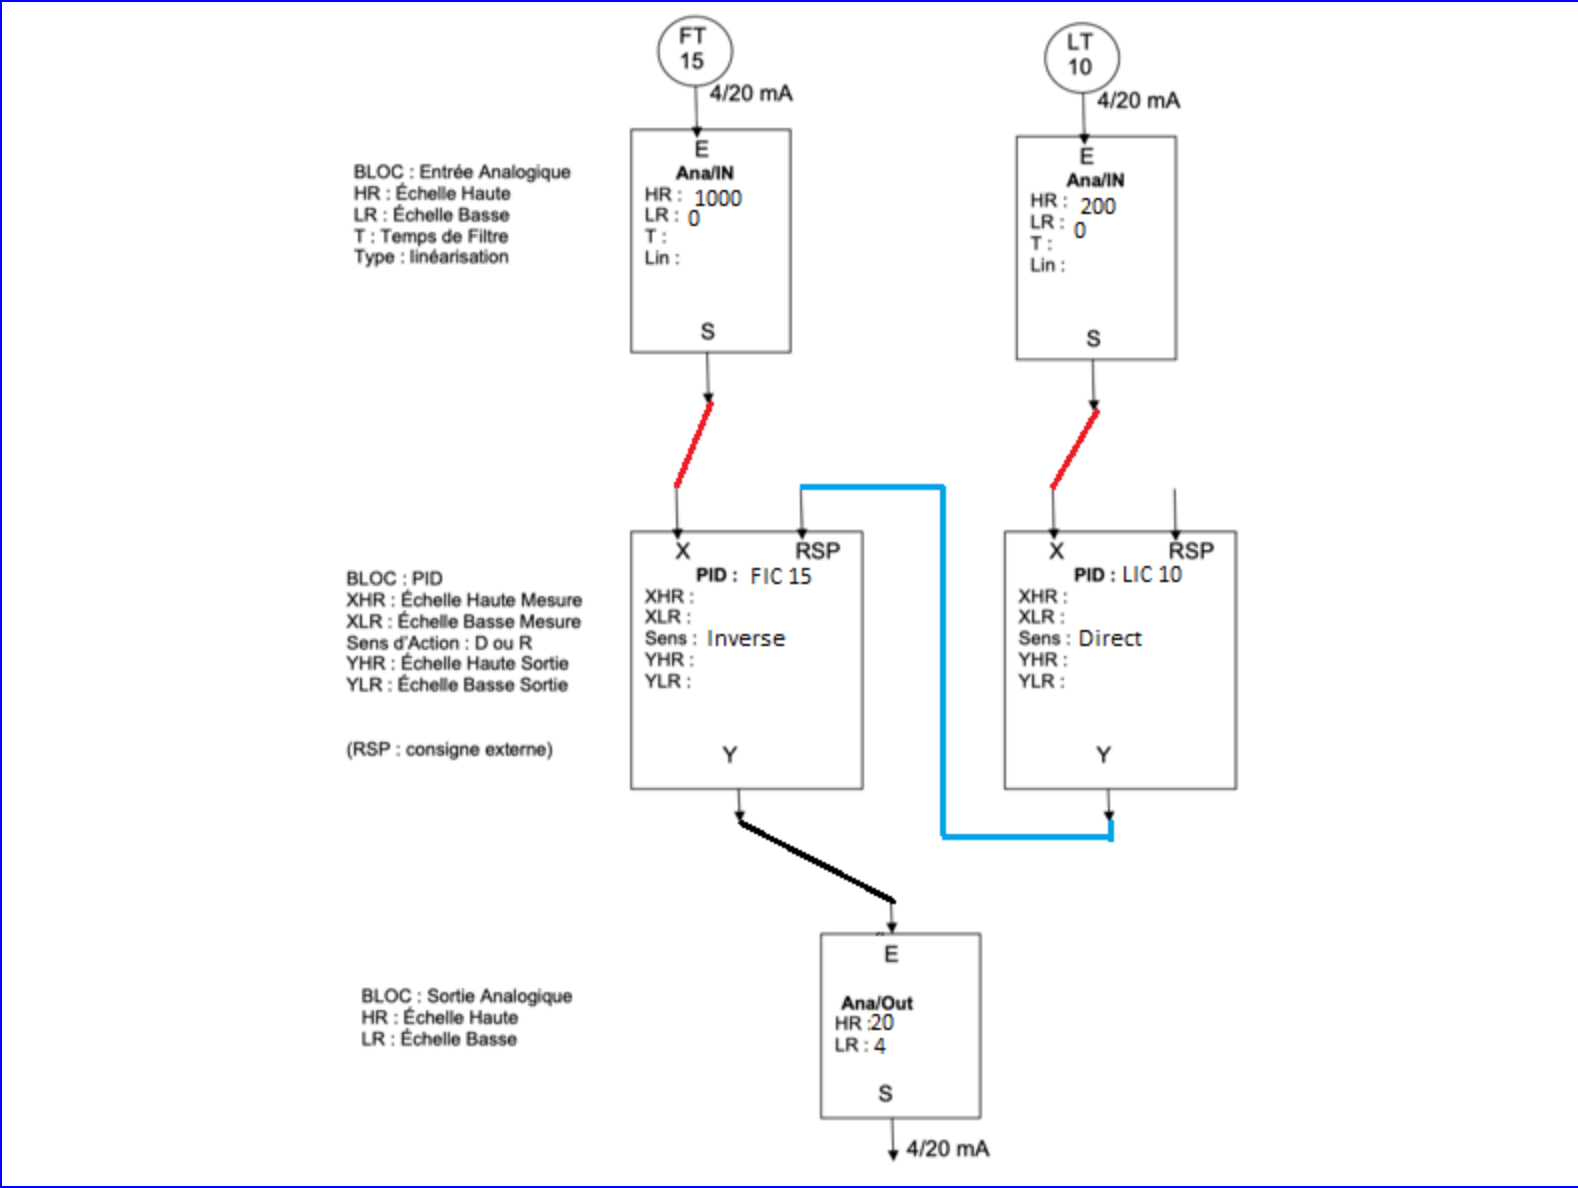 FT
15
4/20 mA
LT
10
4/20 mA
BLOC : Entrée Analogique
HR : Échelle Haute
LR : Échelle Basse
T : Temps de Filtre
Type : linéarisation
E
Ana/IN
HR : 1000
LR : 0
T :
Lin :
S
E
Ana/IN
HR : 200
LR : 0
T :
Lin :
S
BLOC : PID
XHR : Échelle Haute Mesure
XLR : Échelle Basse Mesure
Sens d'Action : D ou R
YHR : Échelle Haute Sortie
YLR : Échelle Basse Sortie
(RSP : consigne externe)
X RSP
PID : FIC 15
XHR :
XLR :
Sens : Inverse
YHR :
YLR :
Y
X RSP
PID : LIC 10
XHR :
XLR :
Sens : Direct
YHR :
YLR :
Y
BLOC : Sortie Analogique
HR : Échelle Haute
LR : Échelle Basse
E
Ana/Out
HR :20
LR : 4
S
4/20 mA